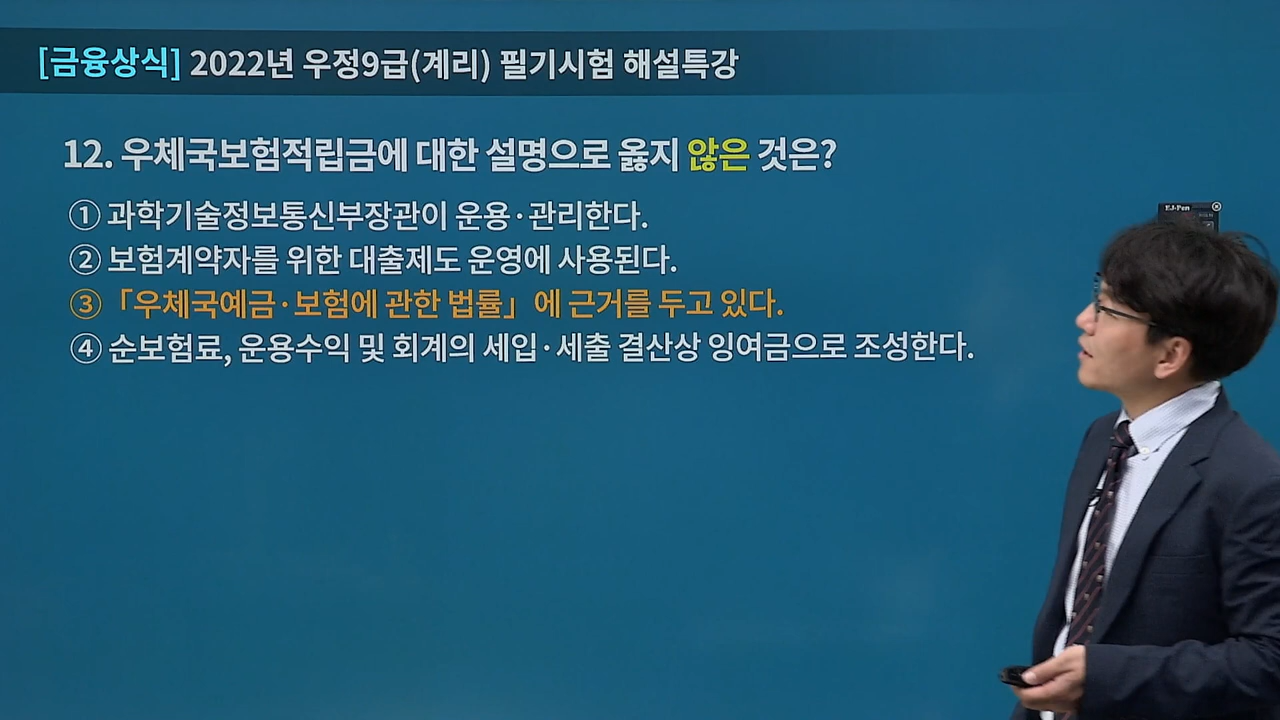 [금융상식] 2022년 우정9급(계리) 필기시험 해설특강
12. 우체국보험적립금에 대한 설명으로 옳지 않은 것은?
① 과학기술정보통신부장관이 운용·관리한다.
② 보험계약자를 위한 대출제도 운영에 사용된다.
③ 「우체국예금·보험에 관한 법률」에 근거를 두고 있다.
④ 순보험료, 운용수익 및 회계의 세입·세출 결산상 잉여금으로 조성한다.
EJ-Pen